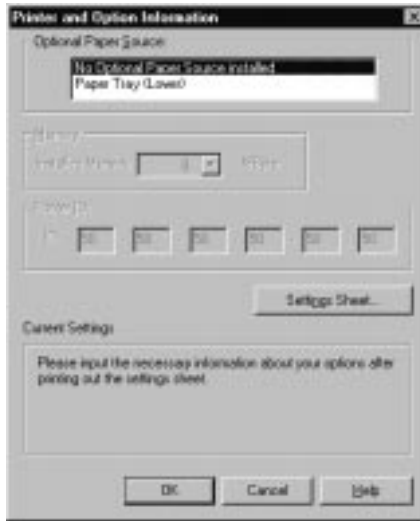 Printer and Option Information
Optional Paper Source
No Optional Paper Source installed
Paper Tray (Lower)
Memory
Settings Sheet...
Current Settings
Please input the necessary information about your options after
printing out the settings sheet.
OK
Cancel
Help